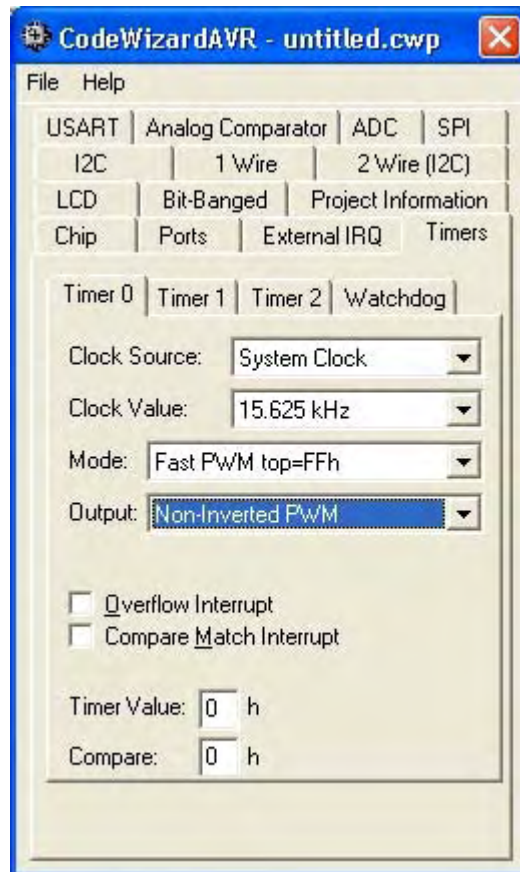 CodeWizardAVR - untitled.cwp
File Help
USART Analog Comparator ADC SPI
I2C 1 Wire 2 Wire (I2C)
LCD Bit-Banged Project Information
Chip Ports External IRQ Timers
Timer 0 Timer 1 Timer 2 Watchdog
Clock Source: System Clock
Clock Value: 15.625 kHz
Mode: Fast PWM top=FFh
Output: Non-Inverted PWM
Overflow Interrupt
Compare Match Interrupt
Timer Value: 0 h
Compare: 0 h